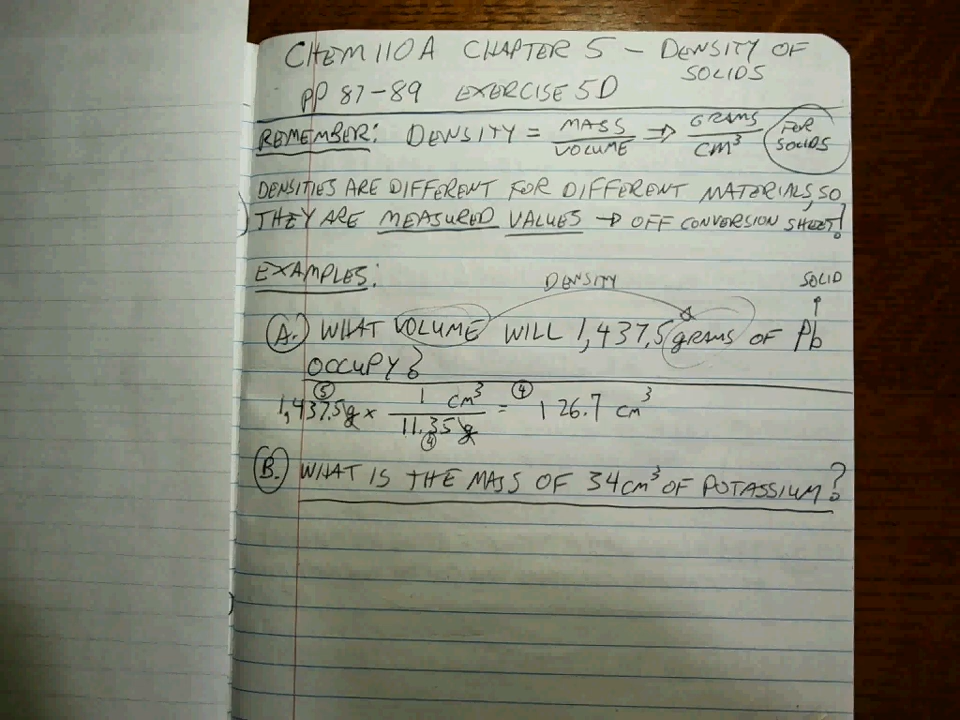 CHEM 110A CHAPTER 5 – DENSITY OF SOLIDS
PP 87-89 EXERCISE 5D
REMEMBER: DENSITY = MASS / VOLUME ⇒ GRAMS / CM³ FOR SOLIDS
DENSITIES ARE DIFFERENT FOR DIFFERENT MATERIALS, SO
THEY ARE MEASURED VALUES → OFF CONVERSION SHEET!
EXAMPLES: DENSITY SOLID
A. WHAT VOLUME WILL 1,437.5 GRAMS OF Pb
OCCUPY?
1,437.5g × 1 cm³ / 11.35 g = 126.7 cm³
⑤ ④ ④
B. WHAT IS THE MASS OF 34cm³ OF POTASSIUM?